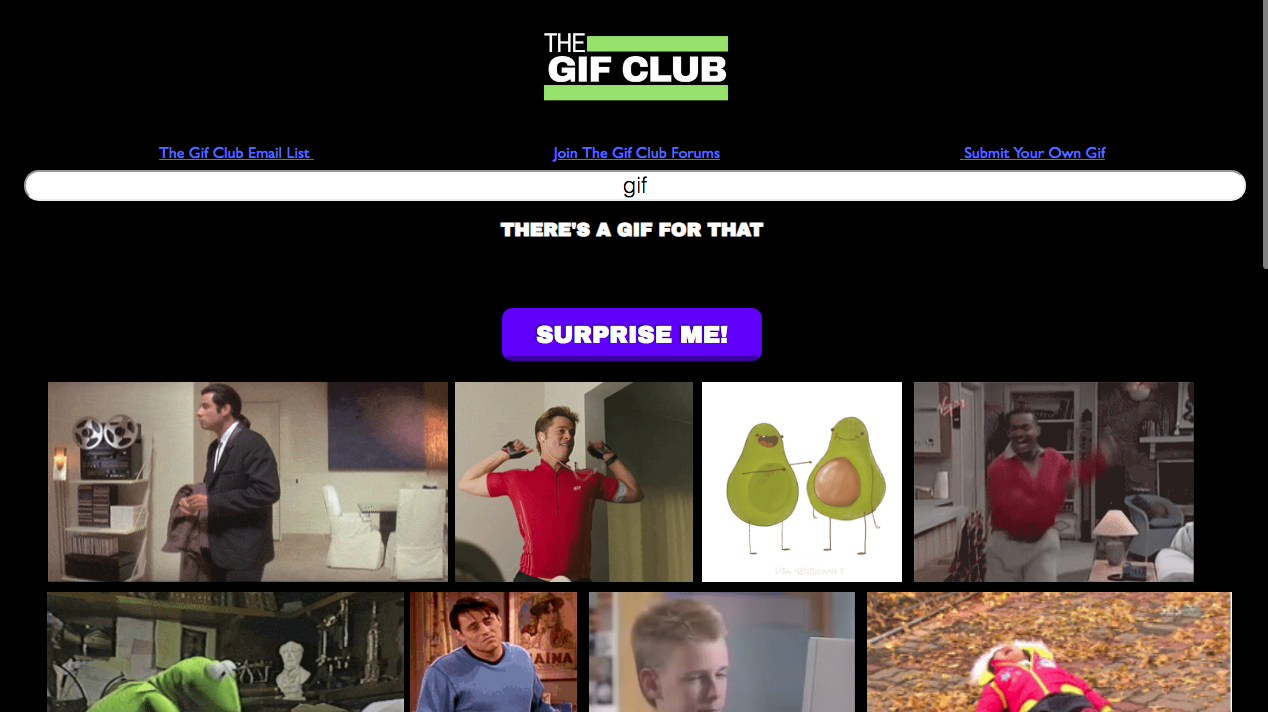 THE
GIF CLUB
The Gif Club Email List
Join The Gif Club Forums
Submit Your Own Gif
gif
THERE'S A GIF FOR THAT
SURPRISE ME!